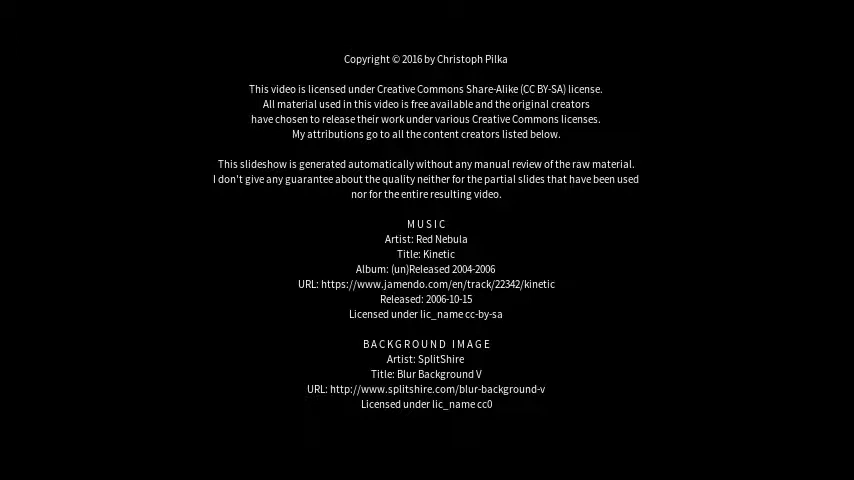 Copyright © 2016 by Christoph Pilka
This video is licensed under Creative Commons Share-Alike (CC BY-SA) license.
All material used in this video is free available and the original creators
have chosen to release their work under various Creative Commons licenses.
My attributions go to all the content creators listed below.
This slideshow is generated automatically without any manual review of the raw material.
I don't give any guarantee about the quality neither for the partial slides that have been used
nor for the entire resulting video.
MUSIC
Artist: Red Nebula
Title: Kinetic
Album: (un)Released 2004-2006
URL: https://www.jamendo.com/en/track/22342/kinetic
Released: 2006-10-15
Licensed under lic_name cc-by-sa
BACKGROUND IMAGE
Artist: SplitShire
Title: Blur Background V
URL: http://www.splitshire.com/blur-background-v
Licensed under lic_name cc0